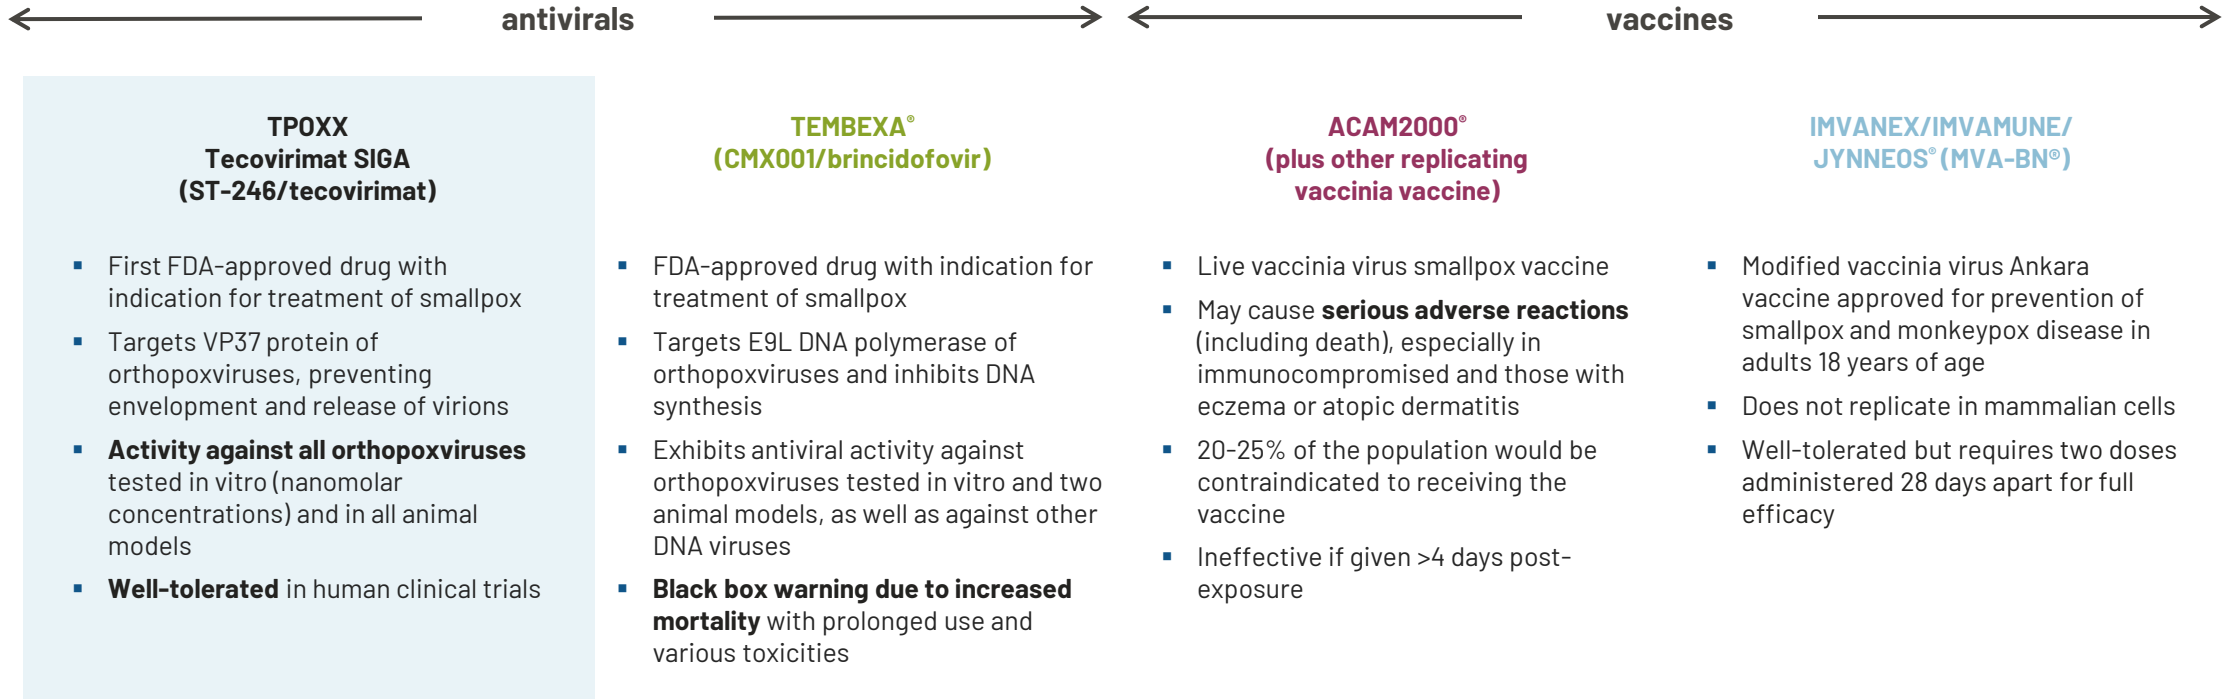 antivirals
vaccines
TPOXX
Tecovirimat SIGA
(ST-246/tecovirimat)
▪ First FDA-approved drug with
indication for treatment of smallpox
▪ Targets VP37 protein of
orthopoxviruses, preventing
envelopment and release of virions
▪ Activity against all orthopoxviruses
tested in vitro (nanomolar
concentrations) and in all animal
models
▪ Well-tolerated in human clinical trials
TEMBEXA®
(CMX001/brincidofovir)
▪ FDA-approved drug with indication for
treatment of smallpox
▪ Targets E9L DNA polymerase of
orthopoxviruses and inhibits DNA
synthesis
▪ Exhibits antiviral activity against
orthopoxviruses tested in vitro and two
animal models, as well as against other
DNA viruses
▪ Black box warning due to increased
mortality with prolonged use and
various toxicities
ACAM2000®
(plus other replicating
vaccinia vaccine)
▪ Live vaccinia virus smallpox vaccine
▪ May cause serious adverse reactions
(including death), especially in
immunocompromised and those with
eczema or atopic dermatitis
▪ 20-25% of the population would be
contraindicated to receiving the
vaccine
▪ Ineffective if given >4 days post-
exposure
IMVANEX/IMVAMUNE/
JYNNEOS® (MVA-BN®)
▪ Modified vaccinia virus Ankara
vaccine approved for prevention of
smallpox and monkeypox disease in
adults 18 years of age
▪ Does not replicate in mammalian cells
▪ Well-tolerated but requires two doses
administered 28 days apart for full
efficacy